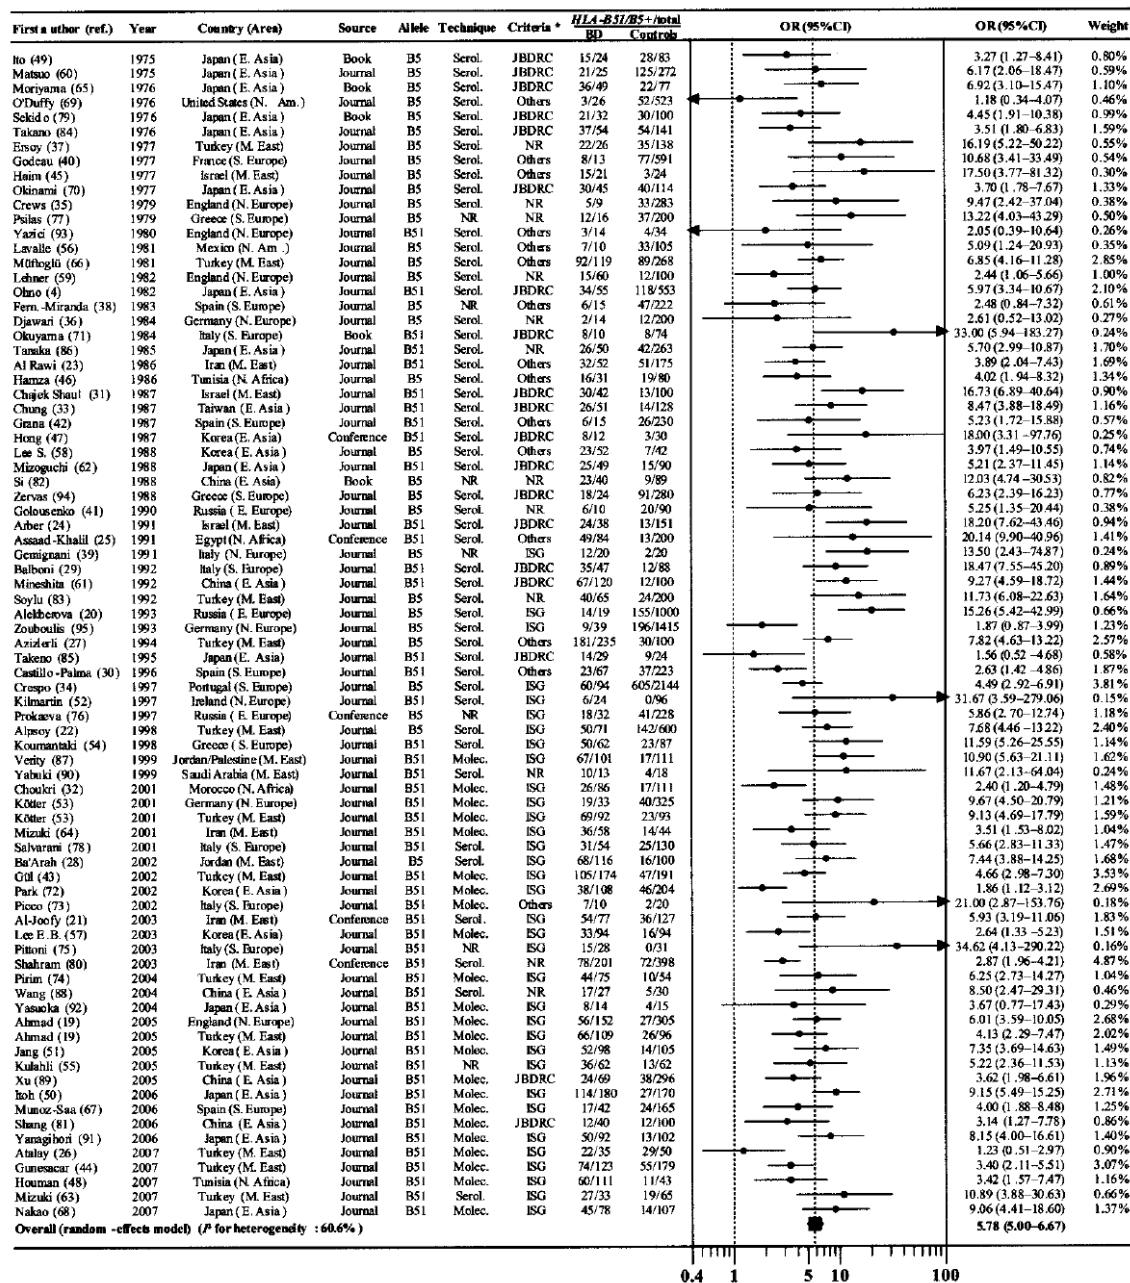 First author (ref.) Year Country (Area) Source Allele Technique Criteria * HLA-B51/B5+/total OR (95%CI) OR (95%CI) Weight
BD Controls
Ito (49) 1975 Japan (E. Asia) Book B5 Serol. JBDRC 15/24 28/83 3.27 (1.27-8.41) 0.80%
Matsuo (60) 1975 Japan (E. Asia) Journal B5 Serol. JBDRC 21/25 125/272 6.17 (2.06-18.47) 0.59%
Moriyama (65) 1976 Japan (E. Asia) Book B5 Serol. JBDRC 36/49 22/77 6.92 (3.10-15.47) 1.10%
O'Duffy (69) 1976 United States (N. Am.) Journal B5 Serol. Others 3/26 52/523 1.18 (0.34-4.07) 0.46%
Sekido (79) 1976 Japan (E. Asia) Book B5 Serol. JBDRC 21/32 30/100 4.45 (1.91-10.38) 0.99%
Takano (84) 1976 Japan (E. Asia) Journal B5 Serol. JBDRC 37/54 54/141 3.51 (1.80-6.83) 1.59%
Ersoy (37) 1977 Turkey (M. East) Journal B5 Serol. NR 22/26 35/138 16.19 (5.22-50.22) 0.55%
Godeau (40) 1977 France (S. Europe) Journal B5 Serol. Others 8/13 77/591 10.68 (3.41-33.49) 0.54%
Haim (45) 1977 Israel (M. East) Journal B5 Serol. Others 15/21 3/24 17.50 (3.77-81.32) 0.30%
Okinami (70) 1977 Japan (E. Asia) Journal B5 Serol. JBDRC 30/45 40/114 3.70 (1.78-7.67) 1.33%
Crews (35) 1979 England (N. Europe) Journal B5 Serol. NR 5/9 33/283 9.47 (2.42-37.04) 0.38%
Psilas (77) 1979 Greece (S. Europe) Journal B5 NR NR 12/16 37/200 13.22 (4.03-43.29) 0.50%
Yazici (93) 1980 England (N. Europe) Journal B51 Serol. Others 3/14 4/34 2.05 (0.39-10.64) 0.26%
Lavalle (56) 1981 Mexico (N. Am .) Journal B5 Serol. Others 7/10 33/105 5.09 (1.24-20.93) 0.35%
Müftüoğlu (66) 1981 Turkey (M. East) Journal B5 Serol. Others 92/119 89/268 6.85 (4.16-11.28) 2.85%
Lehner (59) 1982 England (N. Europe) Journal B5 Serol. NR 15/60 12/100 2.44 (1.06-5.66) 1.00%
Ohno (4) 1982 Japan (E. Asia) Journal B51 Serol. JBDRC 34/55 118/553 5.97 (3.34-10.67) 2.10%
Fern.-Miranda (38) 1983 Spain (S. Europe) Journal B5 NR Others 6/15 47/222 2.48 (0.84-7.32) 0.61%
Djawari (36) 1984 Germany (N. Europe) Journal B5 Serol. NR 2/14 12/200 2.61 (0.52-13.02) 0.27%
Okuyama (71) 1984 Italy (S. Europe) Book B51 Serol. JBDRC 8/10 8/74 33.00 (5.94-183.27) 0.24%
Tanaka (86) 1985 Japan (E. Asia) Journal B51 Serol. NR 26/50 42/263 5.70 (2.99-10.87) 1.70%
Al Rawi (23) 1986 Iran (M. East) Journal B51 Serol. Others 32/52 51/175 3.89 (2.04-7.43) 1.69%
Hamza (46) 1986 Tunisia (N. Africa) Journal B5 Serol. Others 16/31 19/80 4.02 (1.94-8.32) 1.34%
Chajek Shaul (31) 1987 Israel (M. East) Journal B51 Serol. JBDRC 30/42 13/100 16.73 (6.89-40.64) 0.90%
Chung (33) 1987 Taiwan (E. Asia) Journal B51 Serol. JBDRC 26/51 14/128 8.47 (3.88-18.49) 1.16%
Grana (42) 1987 Spain (S. Europe) Journal B51 Serol. Others 6/15 26/230 5.23 (1.72-15.88) 0.57%
Hong (47) 1987 Korea (E. Asia) Conference B51 Serol. JBDRC 8/12 3/30 18.00 (3.31-97.76) 0.25%
Lee S. (58) 1988 Korea (E. Asia) Journal B5 Serol. Others 23/52 7/42 3.97 (1.49-10.55) 0.74%
Mizoguchi (62) 1988 Japan (E. Asia) Journal B51 Serol. JBDRC 25/49 15/90 5.21 (2.37-11.45) 1.14%
Si (82) 1988 China (E. Asia) Book B5 NR NR 23/40 9/89 12.03 (4.74-30.53) 0.82%
Zervas (94) 1988 Greece (S. Europe) Journal B5 Serol. JBDRC 18/24 91/280 6.23 (2.39-16.23) 0.77%
Golousenko (41) 1990 Russia (E. Europe) Journal B5 Serol. NR 6/10 20/90 5.25 (1.35-20.44) 0.38%
Arber (24) 1991 Israel (M. East) Journal B51 Serol. JBDRC 24/38 13/151 18.20 (7.62-43.46) 0.94%
Assaad-Khalil (25) 1991 Egypt (N. Africa) Conference B51 Serol. Others 49/84 13/200 20.14 (9.90-40.96) 1.41%
Gemignani (39) 1991 Italy (N. Europe) Journal B5 NR ISG 12/20 2/20 13.50 (2.43-74.87) 0.24%
Balboni (29) 1992 Italy (S. Europe) Journal B51 Serol. JBDRC 35/47 12/88 18.47 (7.55-45.20) 0.89%
Mineshita (61) 1992 China (E. Asia) Journal B51 Serol. JBDRC 67/120 12/100 9.27 (4.59-18.72) 1.44%
Soylu (83) 1992 Turkey (M. East) Journal B5 Serol. NR 40/65 24/200 11.73 (6.08-22.63) 1.64%
Alekberova (20) 1993 Russia (E. Europe) Journal B5 Serol. ISG 14/19 155/1000 15.26 (5.42-42.99) 0.66%
Zouboulis (95) 1993 Germany (N. Europe) Journal B5 Serol. ISG 9/39 196/1415 1.87 (0.87-3.99) 1.23%
Azizlerli (27) 1994 Turkey (M. East) Journal B5 Serol. Others 181/235 30/100 7.82 (4.63-13.22) 2.57%
Takeno (85) 1995 Japan (E. Asia) Journal B51 Serol. JBDRC 14/29 9/24 1.56 (0.52-4.68) 0.58%
Castillo-Palma (30) 1996 Spain (S. Europe) Journal B51 Serol. Others 23/67 37/223 2.63 (1.42-4.86) 1.87%
Crespo (34) 1997 Portugal (S. Europe) Journal B5 Serol. ISG 60/94 605/2144 4.49 (2.92-6.91) 3.81%
Kilmartin (52) 1997 Ireland (N. Europe) Journal B51 Serol. ISG 6/24 0/96 31.67 (3.59-279.06) 0.15%
Prokaeva (76) 1997 Russia (E. Europe) Conference B5 NR ISG 18/32 41/228 5.86 (2.70-12.74) 1.18%
Alpsoy (22) 1998 Turkey (M. East) Journal B5 Serol. ISG 50/71 142/600 7.68 (4.46-13.22) 2.40%
Koumantaki (54) 1998 Greece (S. Europe) Journal B51 Serol. ISG 50/62 23/87 11.59 (5.26-25.55) 1.14%
Verity (87) 1999 Jordan/Palestine (M. East) Journal B51 Molec. ISG 67/101 17/111 10.90 (5.63-21.11) 1.62%
Yabuki (90) 1999 Saudi Arabia (M. East) Journal B51 Serol. NR 10/13 4/18 11.67 (2.13-64.04) 0.24%
Choukri (32) 2001 Morocco (N. Africa) Journal B51 Molec. ISG 26/86 17/111 2.40 (1.20-4.79) 1.48%
Kötter (53) 2001 Germany (N. Europe) Journal B51 Molec. ISG 19/33 40/325 9.67 (4.50-20.79) 1.21%
Kötter (53) 2001 Turkey (M. East) Journal B51 Molec. ISG 69/92 23/93 9.13 (4.69-17.79) 1.59%
Mizuki (64) 2001 Iran (M. East) Journal B51 Molec. ISG 36/58 14/44 3.51 (1.53-8.02) 1.04%
Salvarani (78) 2001 Italy (S. Europe) Journal B51 Serol. ISG 31/54 25/130 5.66 (2.83-11.33) 1.47%
Ba'Arah (28) 2002 Jordan (M. East) Journal B5 Serol. ISG 68/116 16/100 7.44 (3.88-14.25) 1.68%
Gül (43) 2002 Turkey (M. East) Journal B51 Molec. ISG 105/174 47/191 4.66 (2.98-7.30) 3.53%
Park (72) 2002 Korea (E. Asia) Journal B51 Molec. ISG 38/108 46/204 1.86 (1.12-3.12) 2.69%
Picco (73) 2002 Italy (S. Europe) Journal B51 Molec. Others 7/10 2/20 21.00 (2.87-153.76) 0.18%
Al-Joofy (21) 2003 Iran (M. East) Conference B51 Serol. ISG 54/77 36/127 5.93 (3.19-11.06) 1.83%
Lee E.B. (57) 2003 Korea (E. Asia) Journal B51 Molec. ISG 33/94 16/94 2.64 (1.33-5.23) 1.51%
Pittoni (75) 2003 Italy (S. Europe) Journal B51 NR ISG 15/28 0/31 34.62 (4.13-290.22) 0.16%
Shahram (80) 2003 Iran (M. East) Conference B51 Serol. NR 78/201 72/398 2.87 (1.96-4.21) 4.87%
Pirim (74) 2004 Turkey (M. East) Journal B51 Molec. ISG 44/75 10/54 6.25 (2.73-14.27) 1.04%
Wang (88) 2004 China (E. Asia) Journal B51 Serol. NR 17/27 5/30 8.50 (2.47-29.31) 0.46%
Yasuoka (92) 2004 Japan (E. Asia) Journal B51 Molec. ISG 8/14 4/15 3.67 (0.77-17.43) 0.29%
Ahmad (19) 2005 England (N. Europe) Journal B51 Molec. ISG 56/152 27/305 6.01 (3.59-10.05) 2.68%
Ahmad (19) 2005 Turkey (M. East) Journal B51 Molec. ISG 66/109 26/96 4.13 (2.29-7.47) 2.02%
Jang (51) 2005 Korea (E. Asia) Journal B51 Molec. ISG 52/98 14/105 7.35 (3.69-14.63) 1.49%
Kulahli (55) 2005 Turkey (M. East) Journal B51 NR ISG 36/62 13/62 5.22 (2.36-11.53) 1.13%
Xu (89) 2005 China (E. Asia) Journal B51 Molec. JBDRC 24/69 38/296 3.62 (1.98-6.61) 1.96%
Itoh (50) 2006 Japan (E. Asia) Journal B51 Molec. ISG 114/180 27/170 9.15 (5.49-15.25) 2.71%
Munoz-Saa (67) 2006 Spain (S. Europe) Journal B51 Molec. ISG 17/42 24/165 4.00 (1.88-8.48) 1.25%
Shang (81) 2006 China (E. Asia) Journal B51 Molec. JBDRC 12/40 12/100 3.14 (1.27-7.78) 0.86%
Yanagihori (91) 2006 Japan (E. Asia) Journal B51 Molec. ISG 50/92 13/102 8.15 (4.00-16.61) 1.40%
Atalay (26) 2007 Turkey (M. East) Journal B51 Molec. ISG 22/35 29/50 1.23 (0.51-2.97) 0.90%
Gunesacar (44) 2007 Turkey (M. East) Journal B51 Molec. ISG 74/123 55/179 3.40 (2.11-5.51) 3.07%
Houman (48) 2007 Tunisia (N. Africa) Journal B51 Molec. ISG 60/111 11/43 3.42 (1.57-7.47) 1.16%
Mizuki (63) 2007 Turkey (M. East) Journal B51 Serol. ISG 27/33 19/65 10.89 (3.88-30.63) 0.66%
Nakao (68) 2007 Japan (E. Asia) Journal B51 Molec. ISG 45/78 14/107 9.06 (4.41-18.60) 1.37%
Overall (random -effects model) (I² for heterogeneity : 60.6%) 5.78 (5.00-6.67)
0.4 1 5 10 100